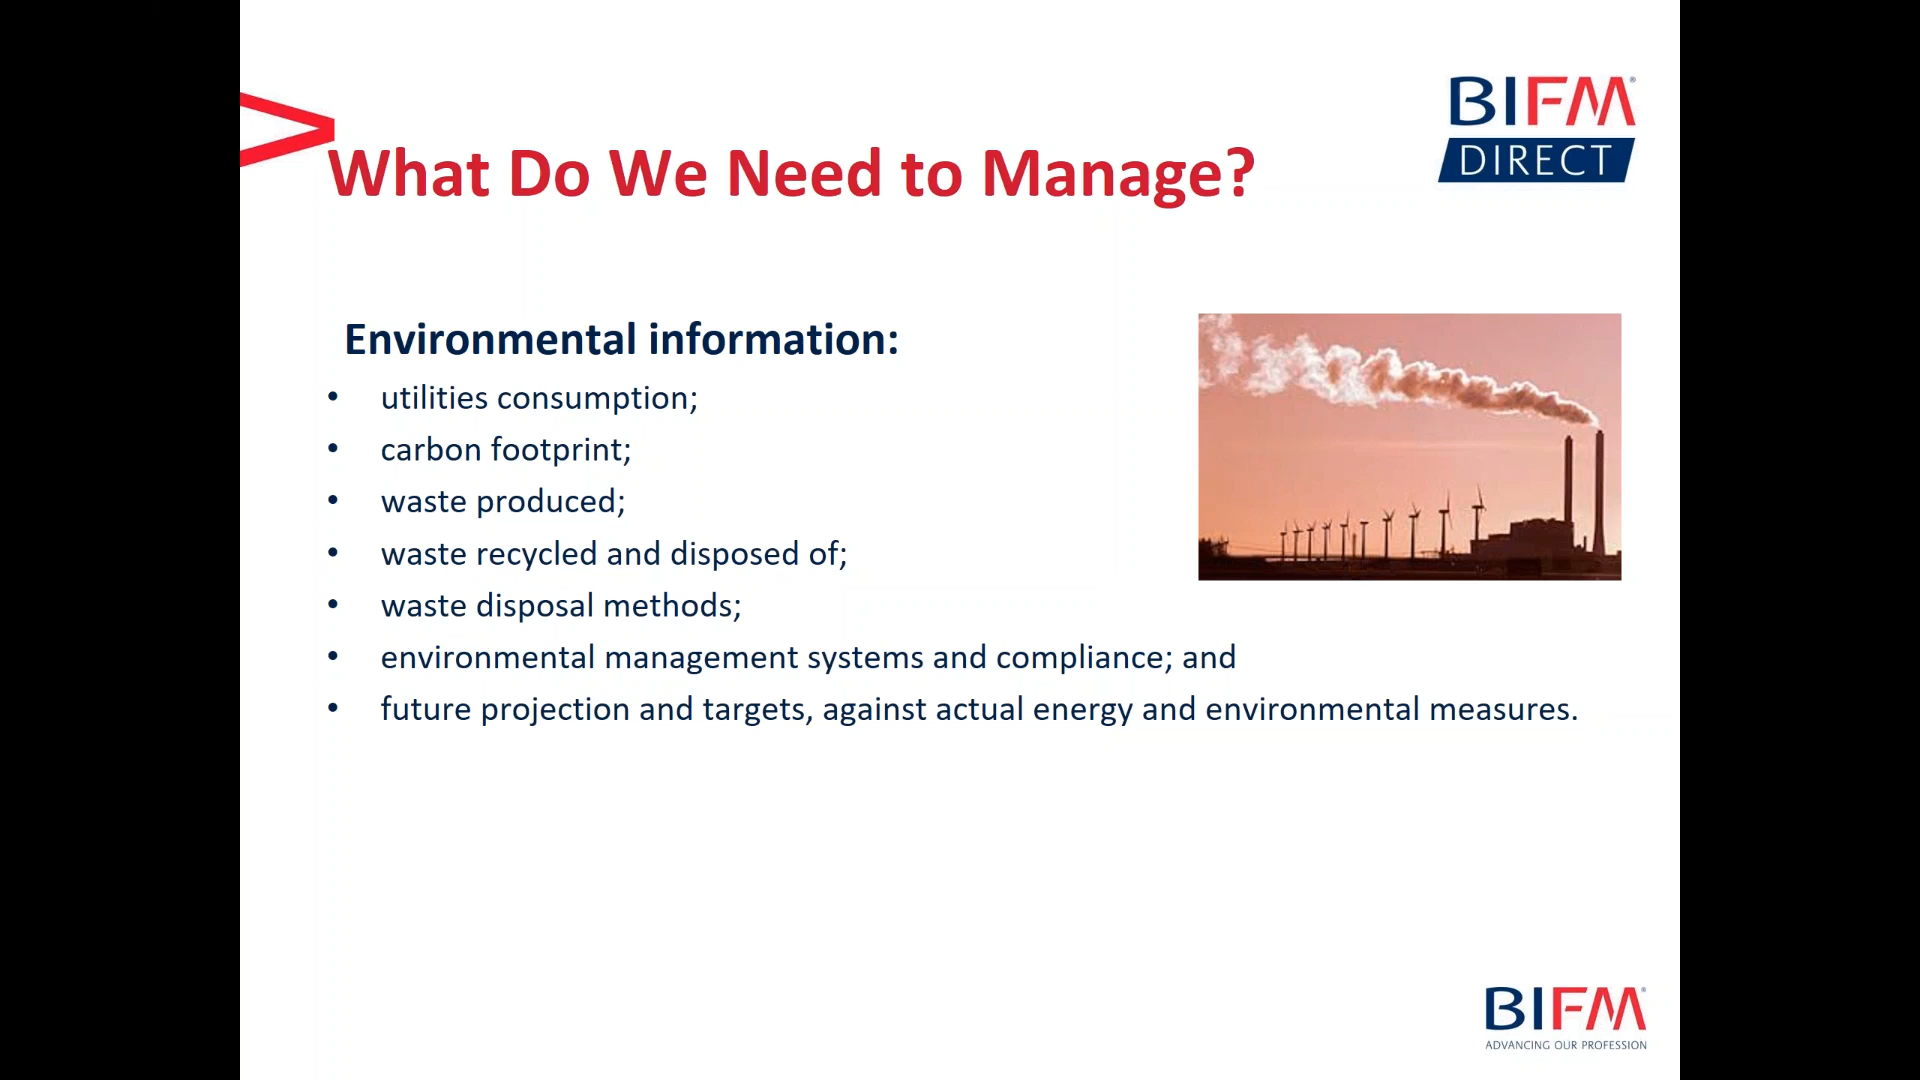 BIFM®
DIRECT
What Do We Need to Manage?
Environmental information:
• utilities consumption;
• carbon footprint;
• waste produced;
• waste recycled and disposed of;
• waste disposal methods;
• environmental management systems and compliance; and
• future projection and targets, against actual energy and environmental measures.
BIFM®
ADVANCING OUR PROFESSION